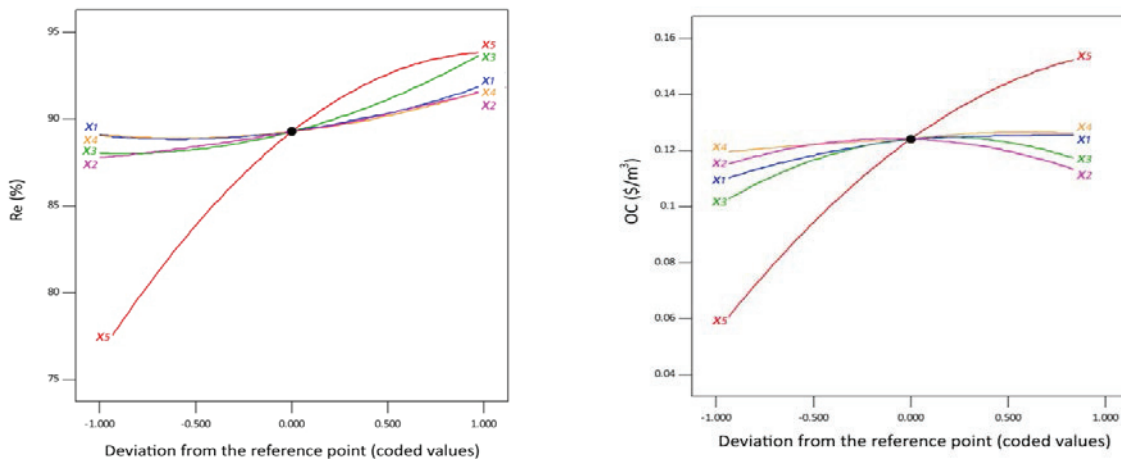 95
90
85
80
75
Re (%)
X1
X4
X3
X2
X5
X5
X3
X1
X4
X2
-1.000
-0.500
0.000
0.500
1.000
Deviation from the reference point (coded values)
0.16
0.14
0.12
0.1
0.08
0.06
0.04
OC ($/m³)
X4
X2
X1
X3
X5
X5
X4
X1
X3
X2
-1.000
-0.500
0.000
0.500
1.000
Deviation from the reference point (coded values)